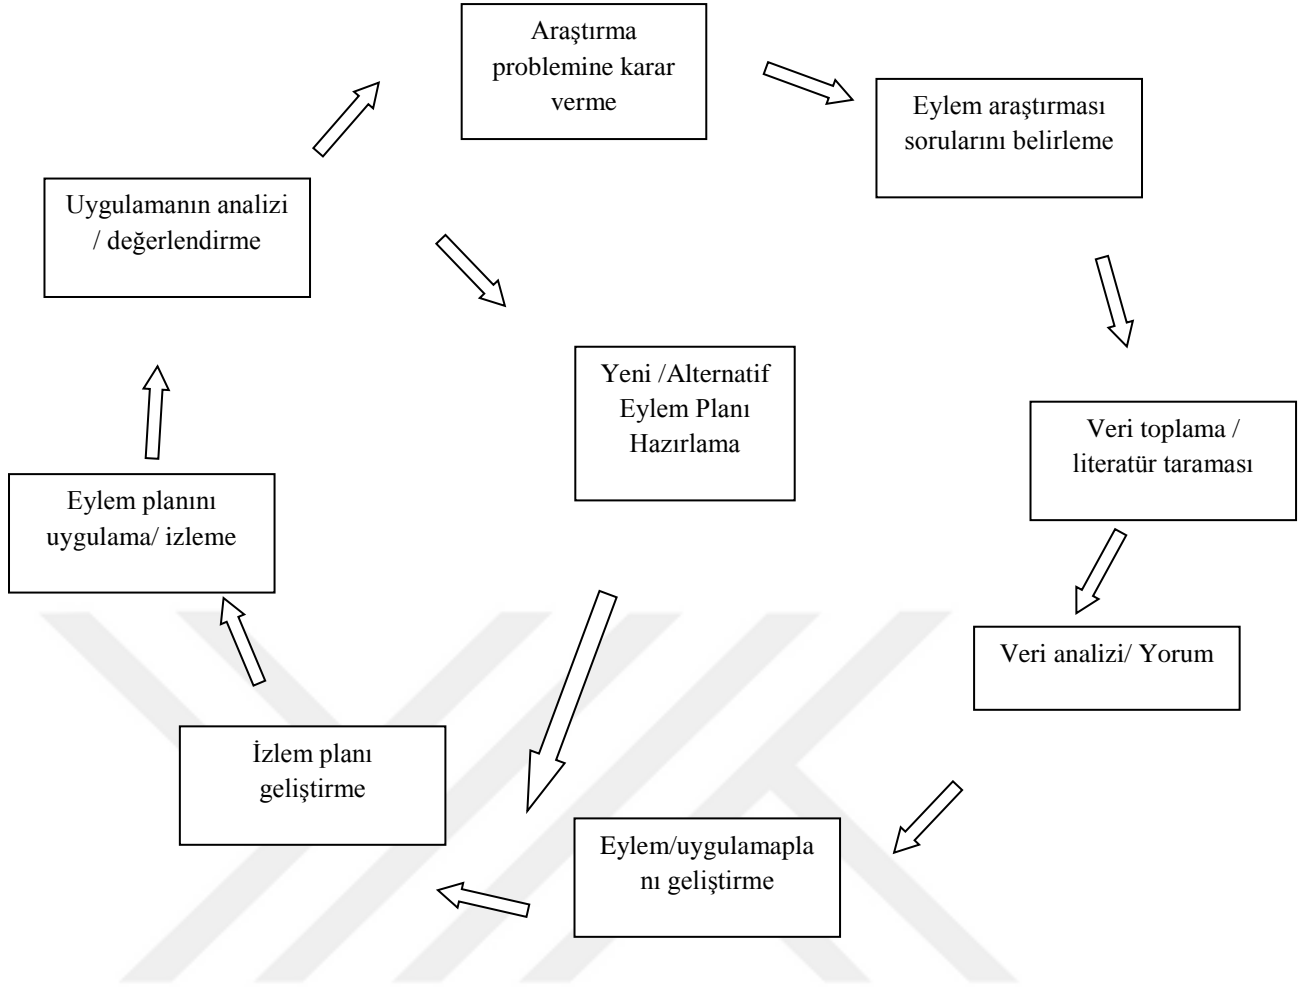 Araştırma
problemine karar
verme
Eylem araştırması
sorularını belirleme
Uygulamanın analizi
/ değerlendirme
Yeni /Alternatif
Eylem Planı
Hazırlama
Veri toplama /
literatür taraması
Eylem planını
uygulama/ izleme
Veri analizi/ Yorum
İzlem planı
geliştirme
Eylem/uygulamapla
nı geliştirme